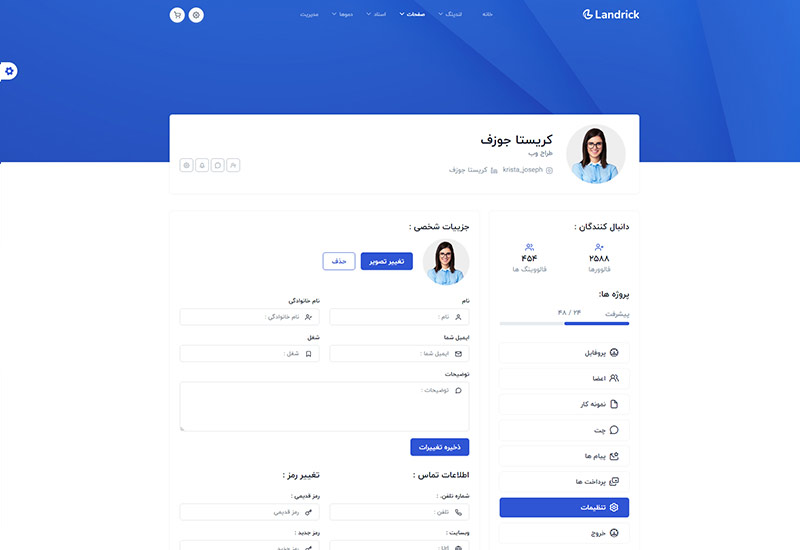 Landrick
خانه
لندینگ
صفحات
اسناد
دموها
مدیریت
کریستا جوزف
طراح وب
krista_joseph
کریستا جوزف
دنبال کنندگان :
۲۵۸۸
فالوورها
۴۵۴
فالووینگ ها
پروژه ها:
پیشرفت
۲۴ / ۴۸
پروفایل
اعضا
نمونه کار
چت
پیام ها
پرداخت ها
تنظیمات
خروج
جزییات شخصی :
تغییر تصویر
حذف
نام
نام خانوادگی
نام :
نام خانوادگی :
ایمیل شما
شغل
ایمیل شما :
شغل :
توضیحات
توضیحات :
ذخیره تغییرات
اطلاعات تماس :
تغییر رمز :
شماره تلفن. :
رمز قدیمی :
تلفن :
رمز قدیمی
وبسایت :
رمز جدید :
Url :
رمز جدید